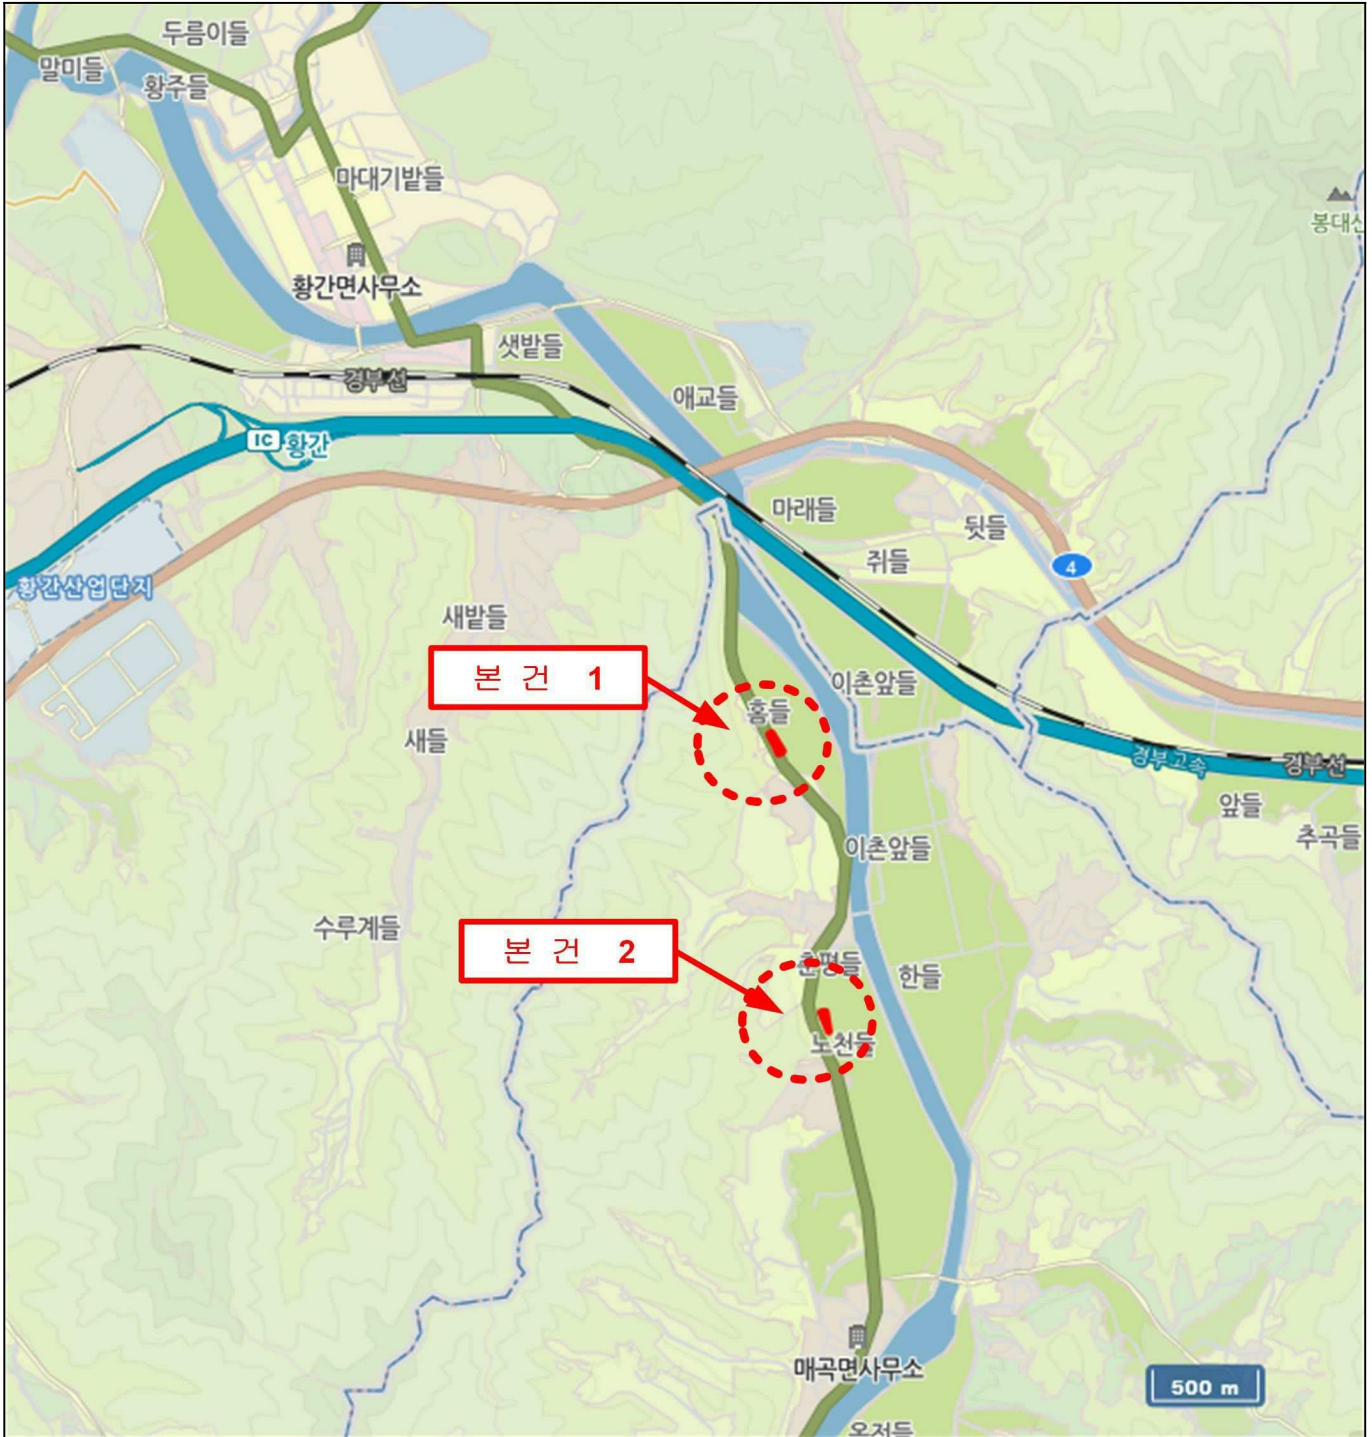 두름이들
말미들
황주들
마대기밭들
봉대산
황간면사무소
샛밭들
경부선
애교들
IC 황간
마래들
뒷들
쥐들
4
황간산업단지
새밭들
본 건 1
이촌앞들
홍들
새들
경부고속
경부선
앞들
추곡들
이촌앞들
수루계들
본 건 2
춘평들
한들
노천들
매곡면사무소
500 m